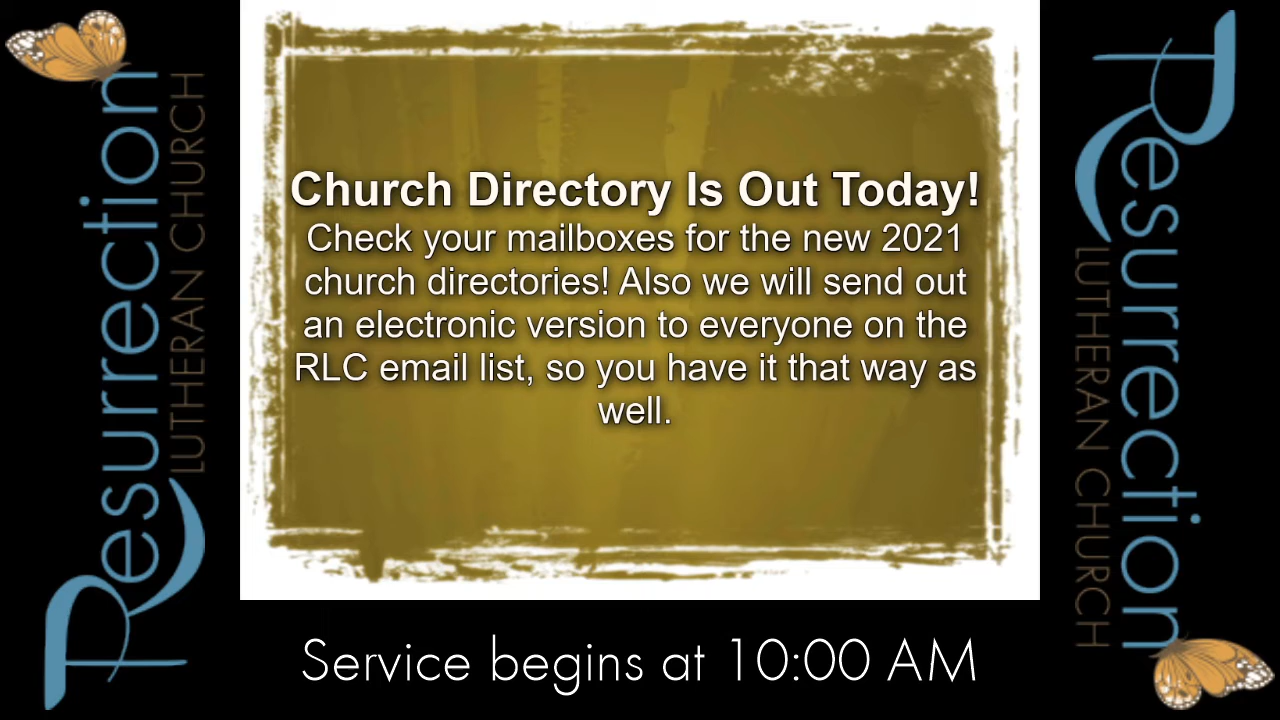 Resurrection
LUTHERAN CHURCH
Church Directory Is Out Today!
Check your mailboxes for the new 2021
church directories! Also we will send out
an electronic version to everyone on the
RLC email list, so you have it that way as
well.
Service begins at 10:00 AM
Resurrection
LUTHERAN CHURCH